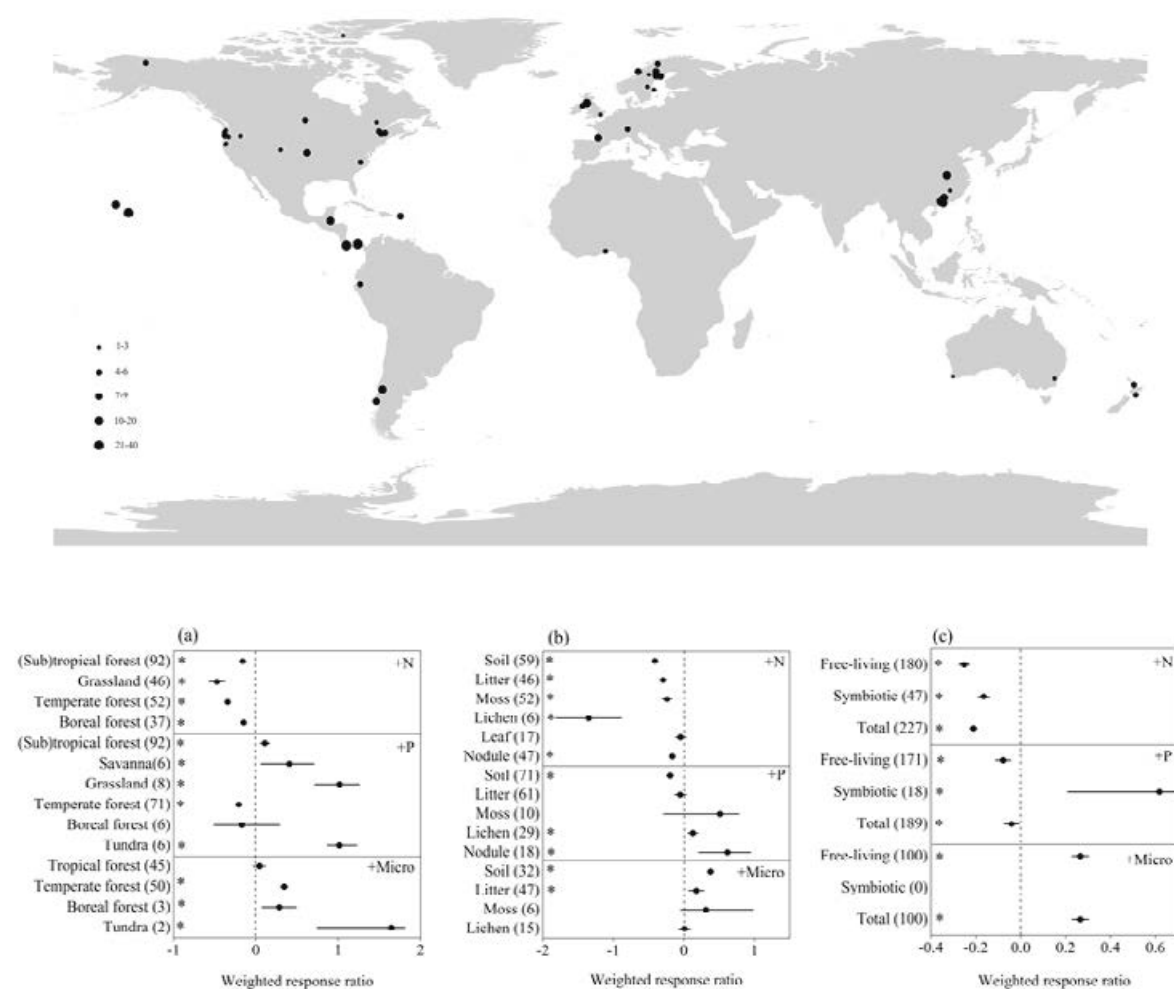 1-3
4-6
7-9
10-20
21-40
(a)
(Sub)tropical forest (92) * +N
Grassland (46) *
Temperate forest (52) *
Boreal forest (37) *
(Sub)tropical forest (92) * +P
Savanna(6) *
Grassland (8) *
Temperate forest (71) *
Boreal forest (6)
Tundra (6) *
Tropical forest (45) +Micro
Temperate forest (50) *
Boreal forest (3) *
Tundra (2) *
-1 0 1 2
Weighted response ratio
(b)
Soil (59) * +N
Litter (46) *
Moss (52) *
Lichen (6) *
Leaf (17)
Nodule (47) *
Soil (71) * +P
Litter (61)
Moss (10)
Lichen (29) *
Nodule (18) *
Soil (32) * +Micro
Litter (47) *
Moss (6)
Lichen (15)
-2 -1 0 1
Weighted response ratio
(c)
Free-living (180) * +N
Symbiotic (47) *
Total (227) *
Free-living (171) * +P
Symbiotic (18) *
Total (189) *
Free-living (100) * +Micro
Symbiotic (0)
Total (100) *
-0.4 -0.2 0.0 0.2 0.4 0.6
Weighted response ratio